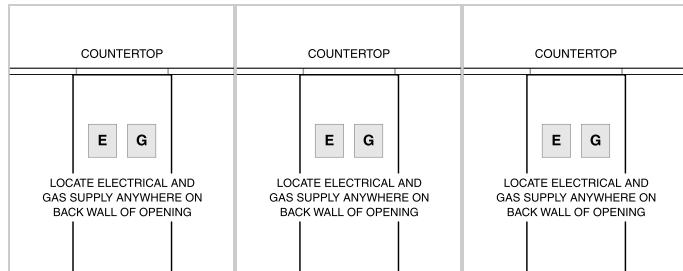 COUNTERTOP
E G
LOCATE ELECTRICAL AND
GAS SUPPLY ANYWHERE ON
BACK WALL OF OPENING
COUNTERTOP
E G
LOCATE ELECTRICAL AND
GAS SUPPLY ANYWHERE ON
BACK WALL OF OPENING
COUNTERTOP
E G
LOCATE ELECTRICAL AND
GAS SUPPLY ANYWHERE ON
BACK WALL OF OPENING